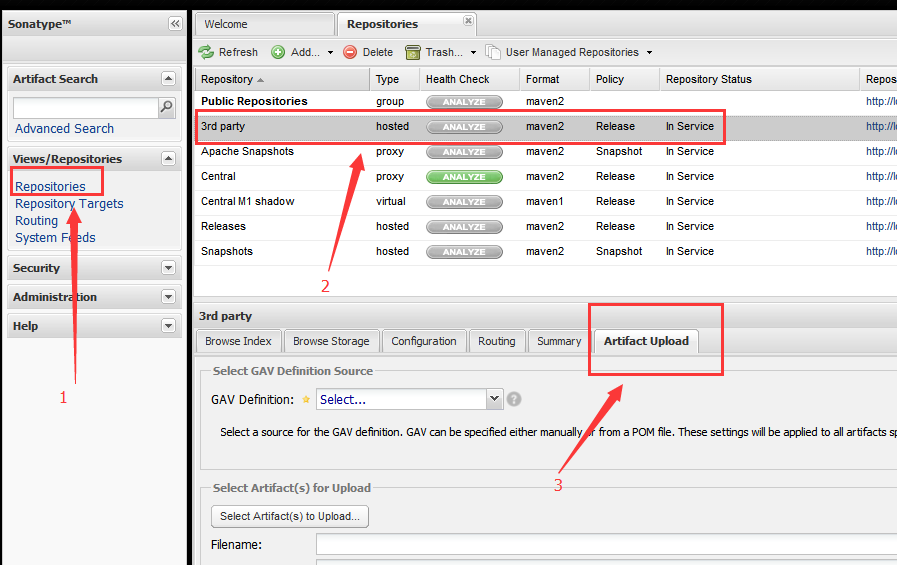 Sonatype™
Artifact Search
Advanced Search
Views/Repositories
Repositories
Repository Targets
Routing
System Feeds
Security
Administration
Help
1
Welcome
Repositories
Refresh Add... Delete Trash... User Managed Repositories
Repository Type Health Check Format Policy Repository Status Repos
Public Repositories group ANALYZE maven2 http://l
3rd party hosted ANALYZE maven2 Release In Service http://l
Apache Snapshots proxy ANALYZE maven2 Snapshot In Service http://l
Central proxy ANALYZE maven2 Release In Service http://l
Central M1 shadow virtual ANALYZE maven1 Release In Service http://l
Releases hosted ANALYZE maven2 Release In Service http://l
Snapshots hosted ANALYZE maven2 Snapshot In Service http://l
2
3rd party
Browse Index Browse Storage Configuration Routing Summary Artifact Upload
Select GAV Definition Source
GAV Definition: Select...
Select a source for the GAV definition. GAV can be specified either manually or from a POM file. These settings will be applied to all artifacts sp
3
Select Artifact(s) for Upload
Select Artifact(s) to Upload...
Filename: